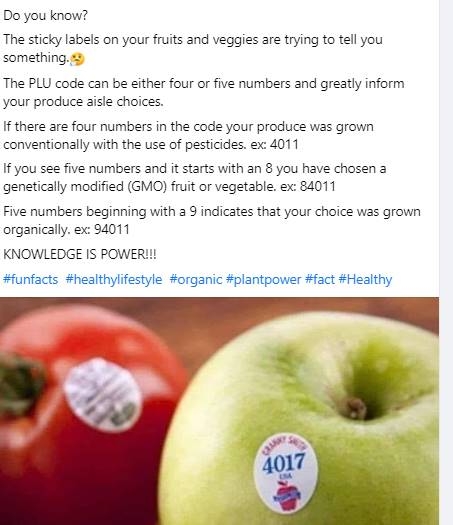 Do you know?
The sticky labels on your fruits and veggies are trying to tell you
something.🤔
The PLU code can be either four or five numbers and greatly inform
your produce aisle choices.
If there are four numbers in the code your produce was grown
conventionally with the use of pesticides. ex: 4011
If you see five numbers and it starts with an 8 you have chosen a
genetically modified (GMO) fruit or vegetable. ex: 84011
Five numbers beginning with a 9 indicates that your choice was grown
organically. ex: 94011
KNOWLEDGE IS POWER!!!
#funfacts #healthylifestyle #organic #plantpower #fact #Healthy
GRANNY SMITH
4017
USA